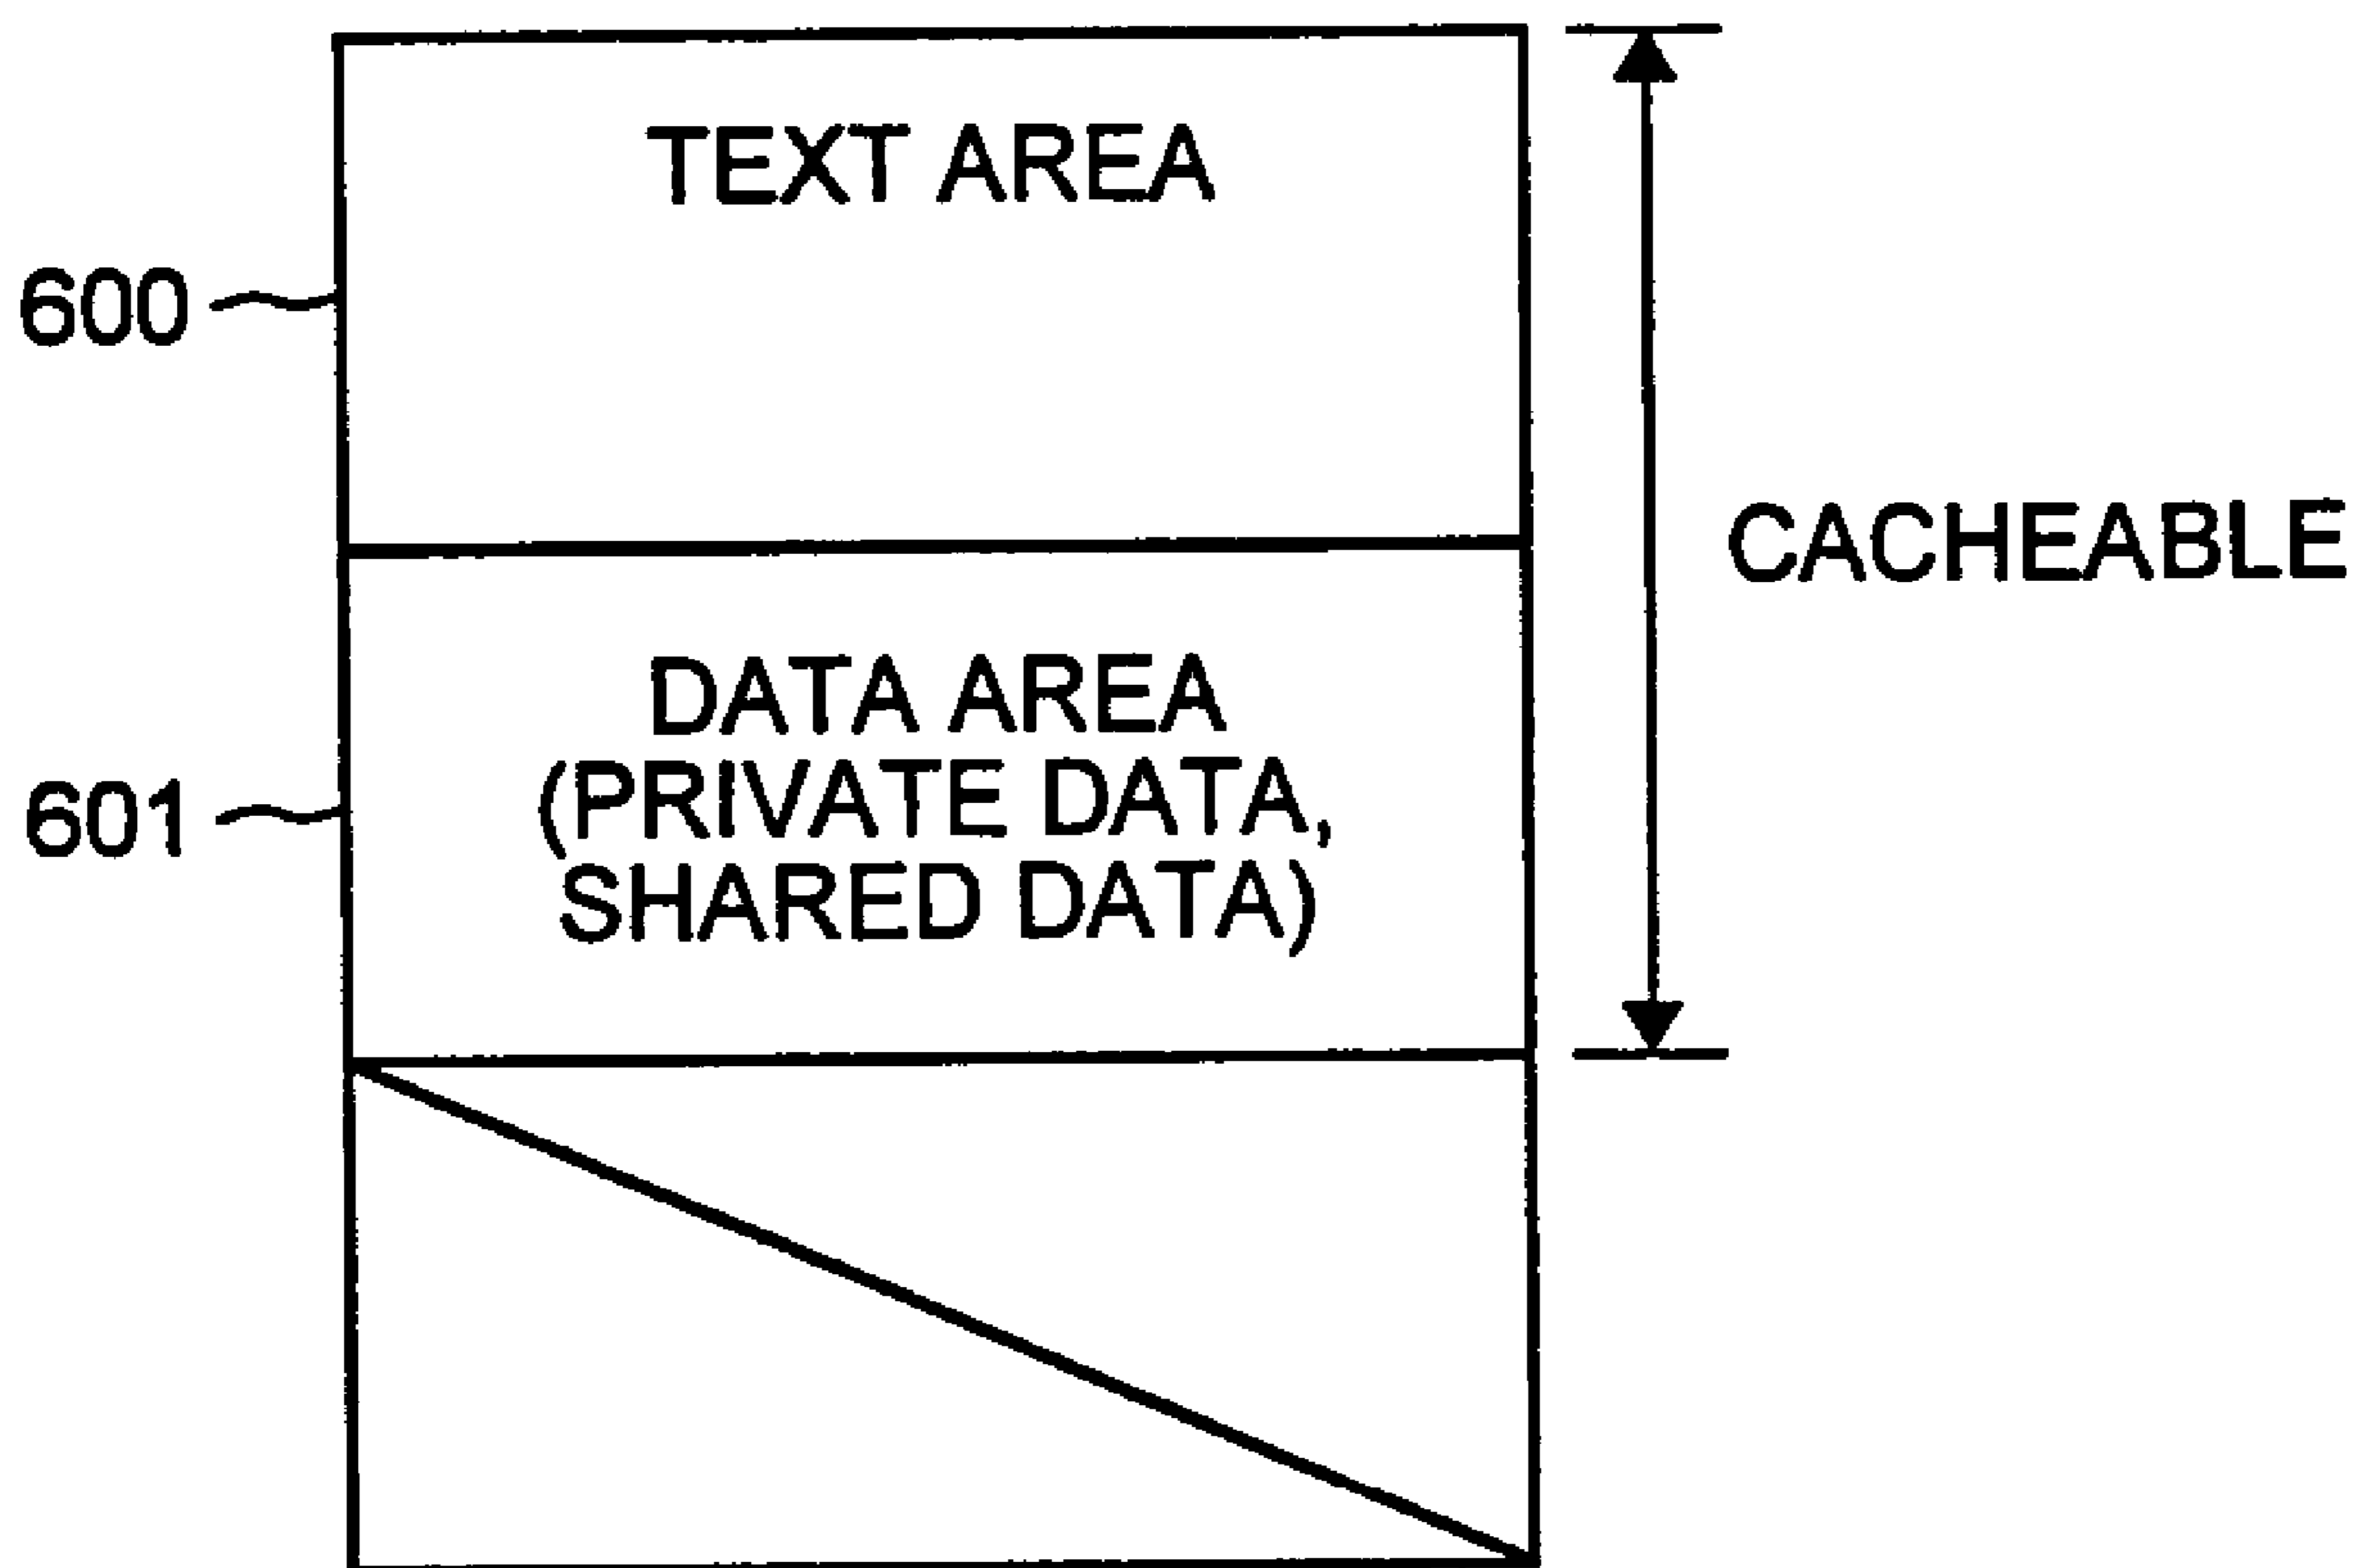 TEXT AREA
600
CACHEABLE
DATA AREA
(PRIVATE DATA,
SHARED DATA)
601